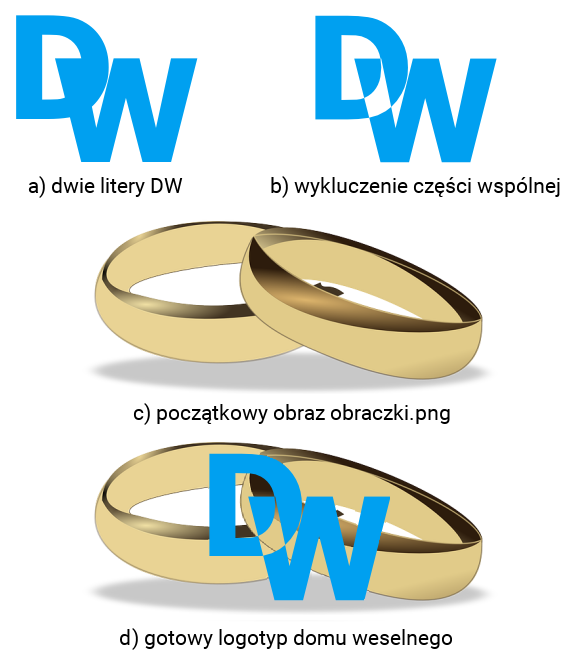 DW
DW
a) dwie litery DW
b) wykluczenie części wspólnej
c) początkowy obraz obraczki.png
DW
d) gotowy logotyp domu weselnego